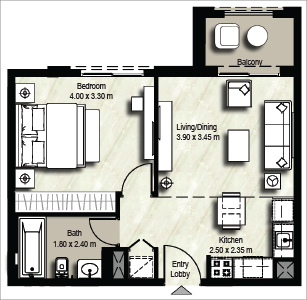 Balcony
Bedroom
4.00 x 3.30 m
Living/Dining
3.90 x 3.45 m
Bath
1.80 x 2.40 m
Kitchen
2.50 x 2.35 m
Entry
Lobby